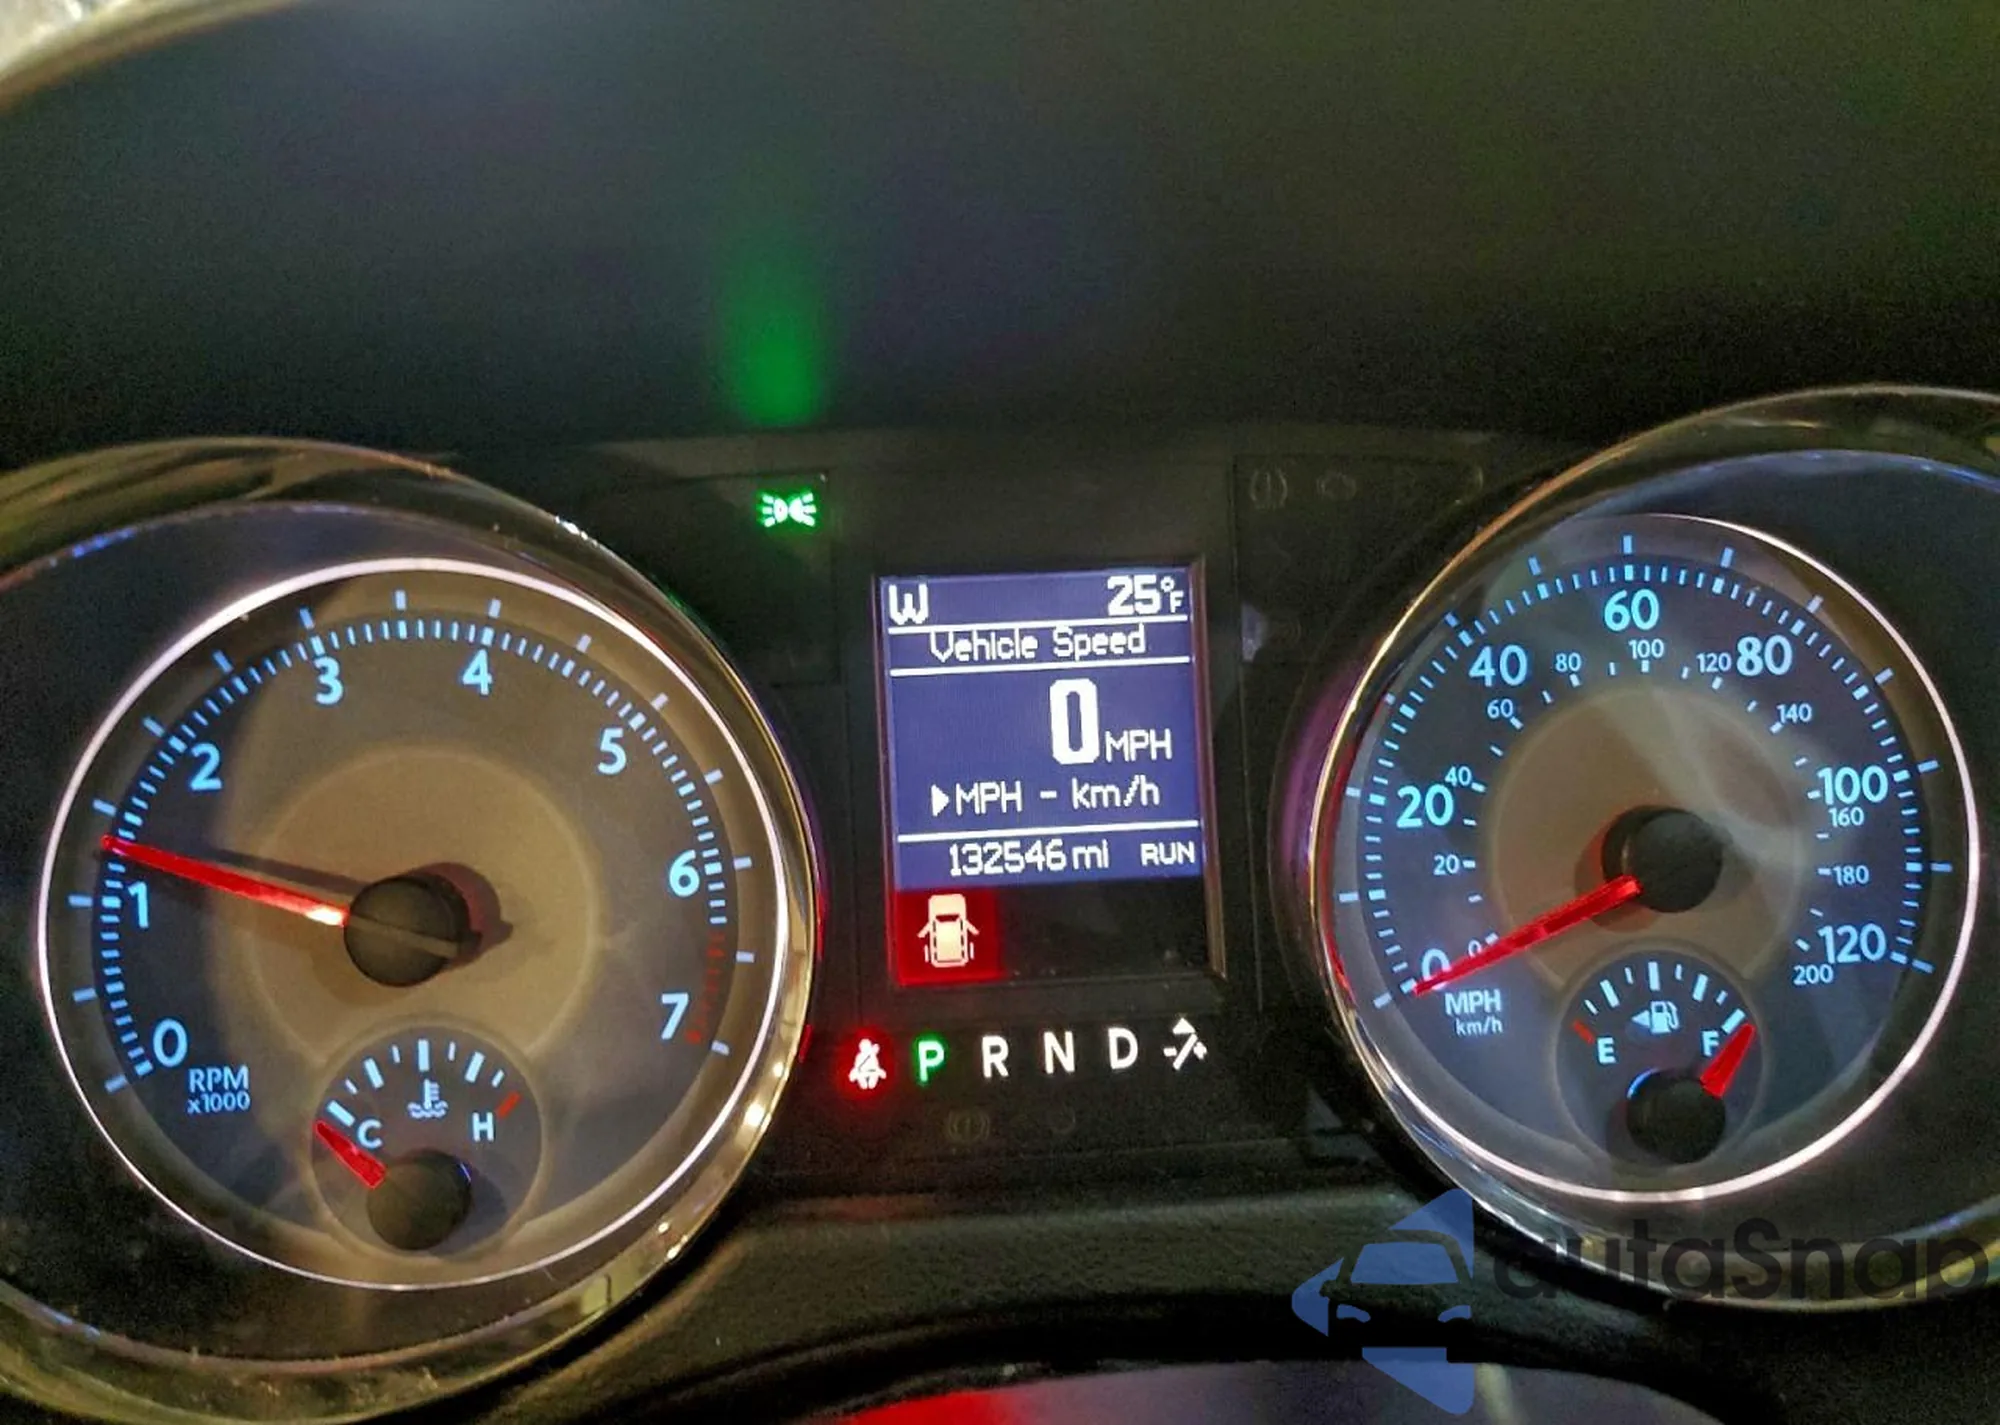 W 25°F
Vehicle Speed
0 MPH
►MPH - km/h
132546 mi RUN
P R N D
0
1
2
3
4
5
6
7
RPM
x1000
C H
0
20
40
60
80
100
120
0
20
40
60
80
100
120
140
160
180
200
MPH
km/h
E F
autaSnap